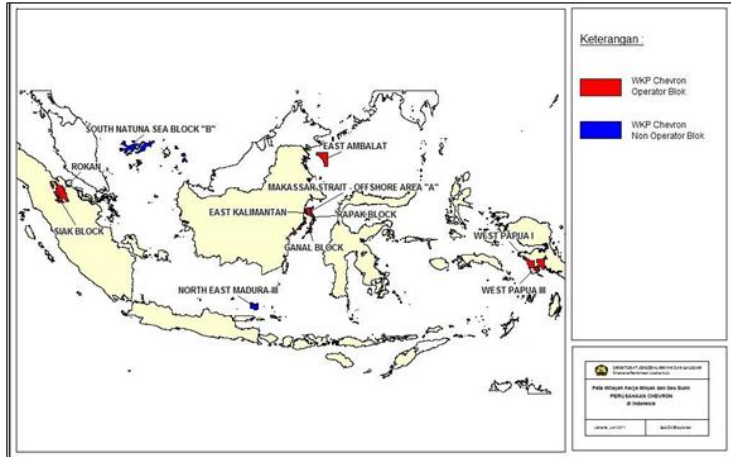 Keterangan :
WKP Chevron
Operator Blok
WKP Chevron
Non Operator Blok
SOUTH NATUNA SEA BLOCK "B"
EAST AMBALAT
ROKAN
MAKASSAR STRAIT - OFFSHORE AREA "A"
EAST KALIMANTAN
RAPAK BLOCK
SIAK BLOCK
GANAL BLOCK
WEST PAPUA I
NORTH EAST MADURA-III
WEST PAPUA III
Peta Wilayah Kerja Minyak dan Gas Bumi
PERUSAHAAN CHEVRON
di Indonesia